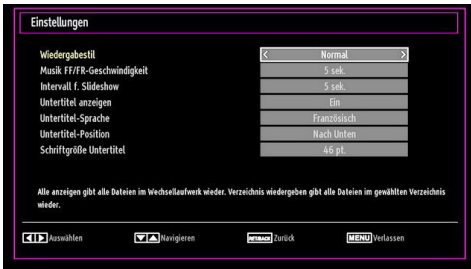 Einstellungen
Wiedergabestil < Normal >
Musik FF/FR-Geschwindigkeit 5 sek.
Intervall f. Slideshow 5 sek.
Untertitel anzeigen Ein
Untertitel-Sprache Französisch
Untertitel-Position Nach Unten
Schriftgröße Untertitel 46 pt.
Alle anzeigen gibt alle Dateien im Wechsellaufwerk wieder. Verzeichnis wiedergeben gibt alle Dateien im gewählten Verzeichnis
wieder.
Auswählen Navigieren RET/BACK Zurück MENU Verlassen